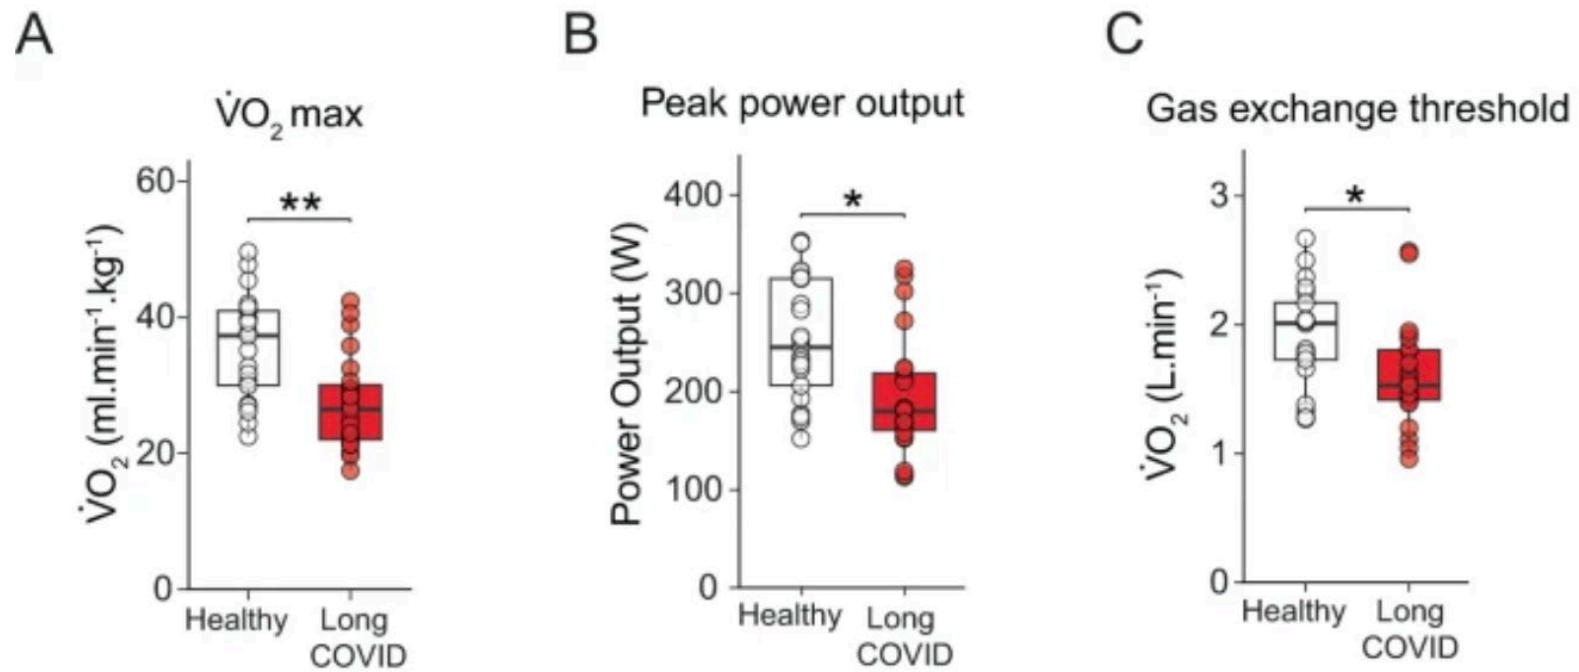 A
B
C
V̇O₂ max
Peak power output
Gas exchange threshold
V̇O₂ (ml.min⁻¹.kg⁻¹)
60
40
20
0
**
Healthy
Long
COVID
Power Output (W)
400
300
200
100
0
*
Healthy
Long
COVID
V̇O₂ (L.min⁻¹)
3
2
1
0
*
Healthy
Long
COVID